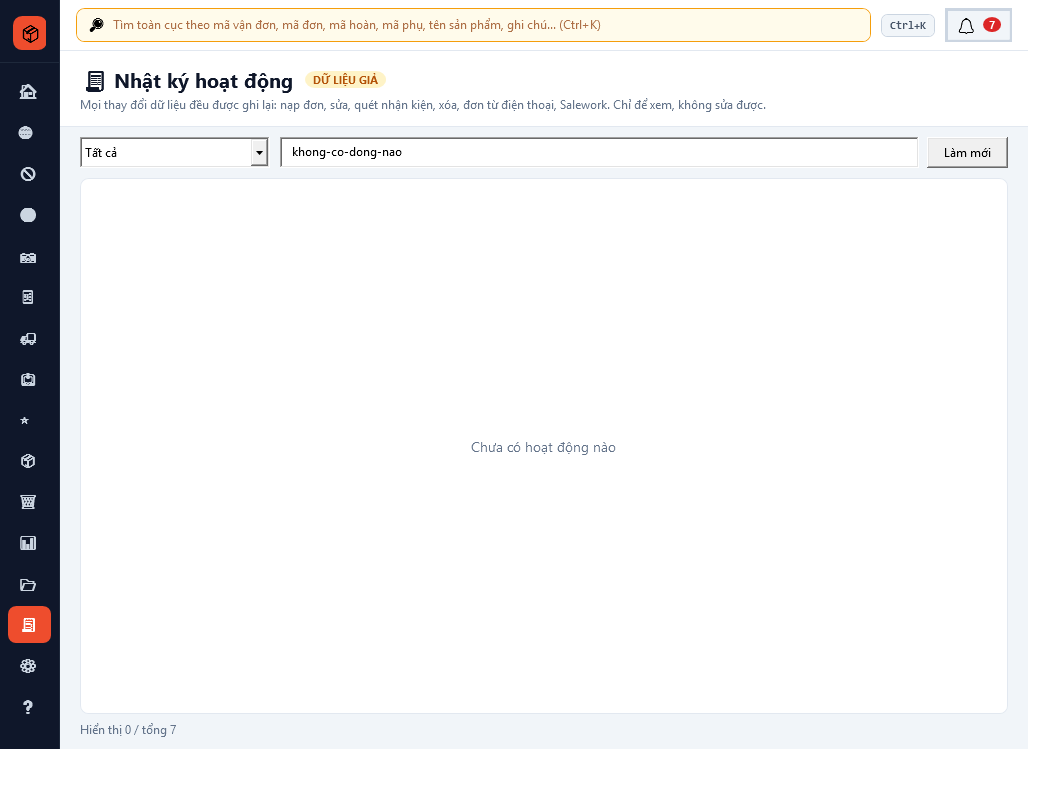 Tìm toàn cục theo mã vận đơn, mã đơn, mã hoàn, mã phụ, tên sản phẩm, ghi chú... (Ctrl+K)
Ctrl+K
7
Nhật ký hoạt động
DỮ LIỆU GIẢ
Mọi thay đổi dữ liệu đều được ghi lại: nạp đơn, sửa, quét nhận kiện, xóa, đơn từ điện thoại, Salework. Chỉ để xem, không sửa được.
Tất cả
khong-co-dong-nao
Làm mới
Chưa có hoạt động nào
Hiển thị 0 / tổng 7